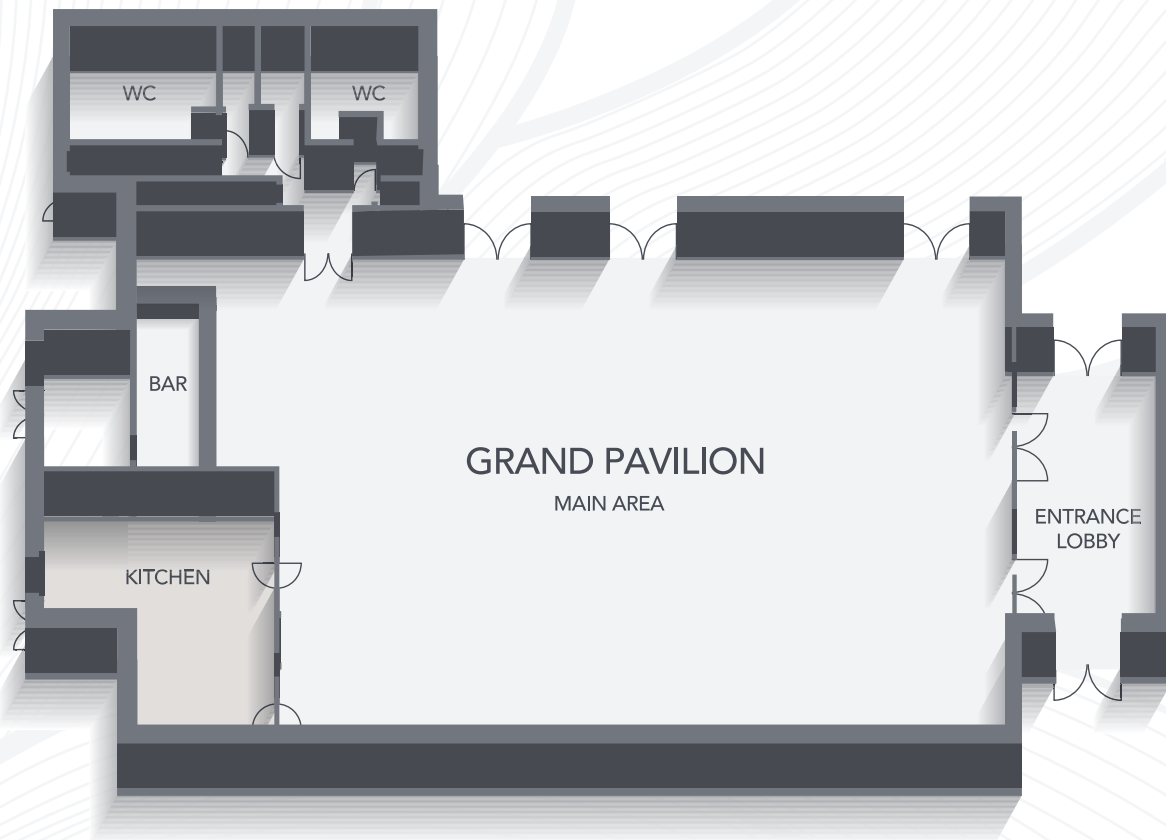 WC
WC
BAR
GRAND PAVILION
MAIN AREA
ENTRANCE
LOBBY
KITCHEN